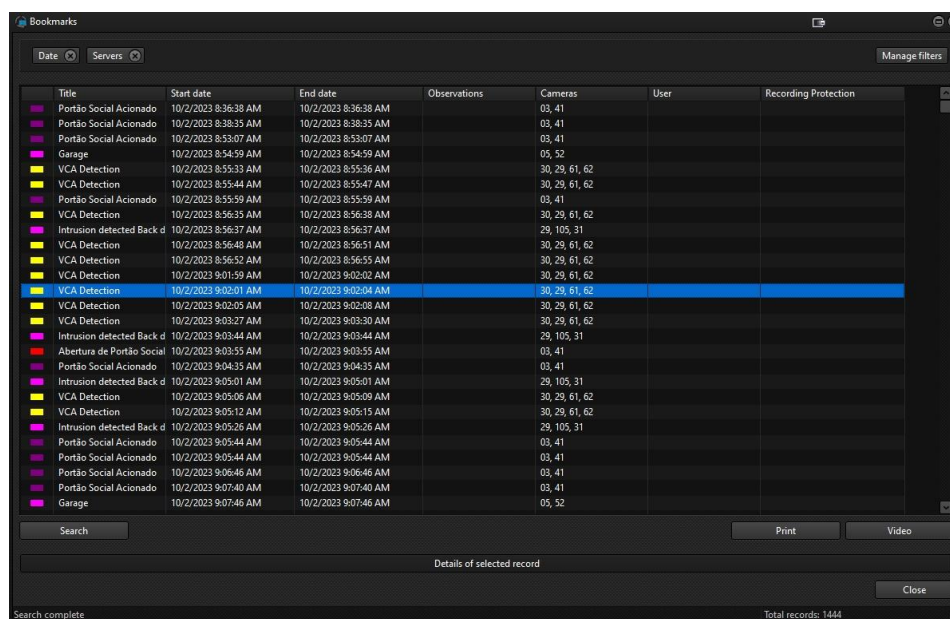 Bookmarks
Date Servers Manage filters
Title Start date End date Observations Cameras User Recording Protection
Portão Social Acionado 10/2/2023 8:36:38 AM 10/2/2023 8:36:38 AM 03, 41
Portão Social Acionado 10/2/2023 8:38:35 AM 10/2/2023 8:38:35 AM 03, 41
Portão Social Acionado 10/2/2023 8:53:07 AM 10/2/2023 8:53:07 AM 03, 41
Garage 10/2/2023 8:54:59 AM 10/2/2023 8:54:59 AM 05, 52
VCA Detection 10/2/2023 8:55:33 AM 10/2/2023 8:55:36 AM 30, 29, 61, 62
VCA Detection 10/2/2023 8:55:44 AM 10/2/2023 8:55:47 AM 30, 29, 61, 62
Portão Social Acionado 10/2/2023 8:55:59 AM 10/2/2023 8:55:59 AM 03, 41
VCA Detection 10/2/2023 8:56:35 AM 10/2/2023 8:56:38 AM 30, 29, 61, 62
Intrusion detected Back d 10/2/2023 8:56:37 AM 10/2/2023 8:56:37 AM 29, 105, 31
VCA Detection 10/2/2023 8:56:48 AM 10/2/2023 8:56:51 AM 30, 29, 61, 62
VCA Detection 10/2/2023 8:56:52 AM 10/2/2023 8:56:55 AM 30, 29, 61, 62
VCA Detection 10/2/2023 9:01:59 AM 10/2/2023 9:02:02 AM 30, 29, 61, 62
VCA Detection 10/2/2023 9:02:01 AM 10/2/2023 9:02:04 AM 30, 29, 61, 62
VCA Detection 10/2/2023 9:02:05 AM 10/2/2023 9:02:08 AM 30, 29, 61, 62
VCA Detection 10/2/2023 9:03:27 AM 10/2/2023 9:03:30 AM 30, 29, 61, 62
Intrusion detected Back d 10/2/2023 9:03:44 AM 10/2/2023 9:03:44 AM 29, 105, 31
Abertura de Portão Social 10/2/2023 9:03:55 AM 10/2/2023 9:03:55 AM 03, 41
Portão Social Acionado 10/2/2023 9:04:35 AM 10/2/2023 9:04:35 AM 03, 41
Intrusion detected Back d 10/2/2023 9:05:01 AM 10/2/2023 9:05:01 AM 29, 105, 31
VCA Detection 10/2/2023 9:05:06 AM 10/2/2023 9:05:09 AM 30, 29, 61, 62
VCA Detection 10/2/2023 9:05:12 AM 10/2/2023 9:05:15 AM 30, 29, 61, 62
Intrusion detected Back d 10/2/2023 9:05:26 AM 10/2/2023 9:05:26 AM 29, 105, 31
Portão Social Acionado 10/2/2023 9:05:44 AM 10/2/2023 9:05:44 AM 03, 41
Portão Social Acionado 10/2/2023 9:05:44 AM 10/2/2023 9:05:44 AM 03, 41
Portão Social Acionado 10/2/2023 9:06:46 AM 10/2/2023 9:06:46 AM 03, 41
Portão Social Acionado 10/2/2023 9:07:40 AM 10/2/2023 9:07:40 AM 03, 41
Garage 10/2/2023 9:07:46 AM 10/2/2023 9:07:46 AM 05, 52
Search Print Video
Details of selected record
Close
Search complete Total records: 1444